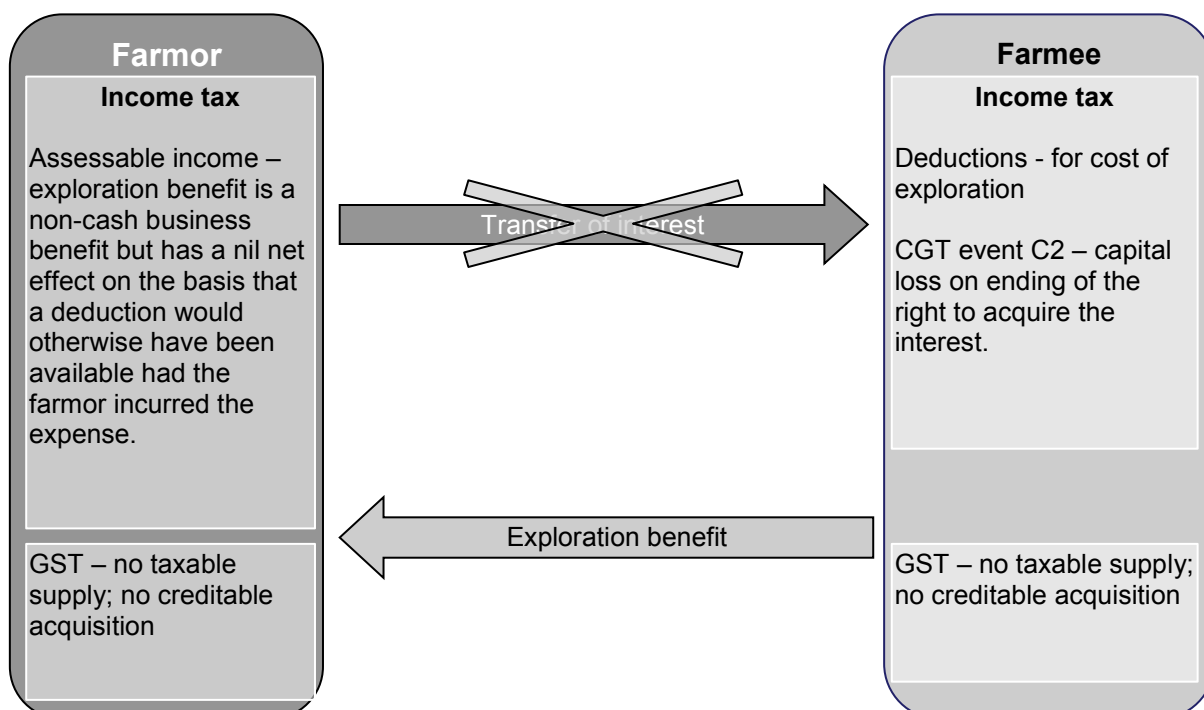 Farmor
Income tax
Assessable income –
exploration benefit is a
non-cash business
benefit but has a nil net
effect on the basis that
a deduction would
otherwise have been
available had the
farmor incurred the
expense.
GST – no taxable
supply; no creditable
acquisition
Transfer of interest
Exploration benefit
Farmee
Income tax
Deductions - for cost of
exploration
CGT event C2 – capital
loss on ending of the
right to acquire the
interest.
GST – no taxable supply;
no creditable acquisition